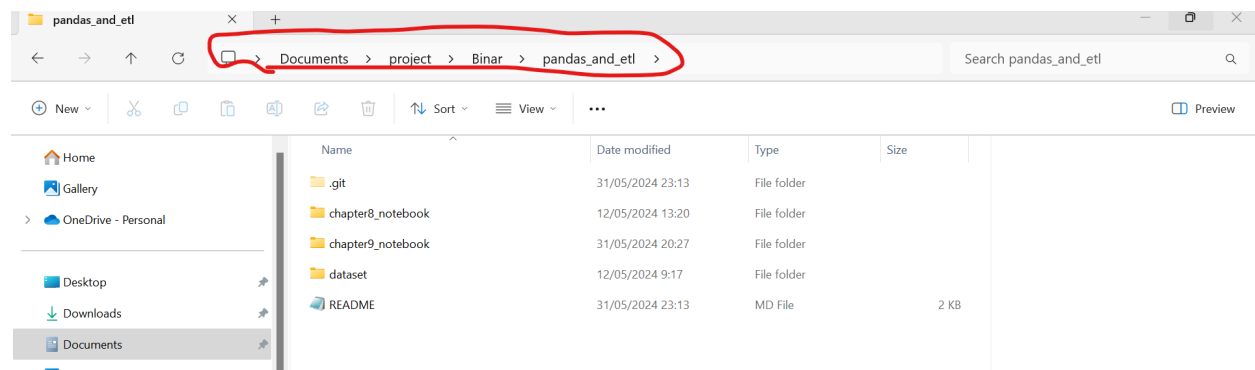 pandas_and_etl
Documents > project > Binar > pandas_and_etl >
Search pandas_and_etl
New
Sort
View
Preview
Home
Gallery
OneDrive - Personal
Desktop
Downloads
Documents
Name Date modified Type Size
.git 31/05/2024 23:13 File folder
chapter8_notebook 12/05/2024 13:20 File folder
chapter9_notebook 31/05/2024 20:27 File folder
dataset 12/05/2024 9:17 File folder
README 31/05/2024 23:13 MD File 2 KB